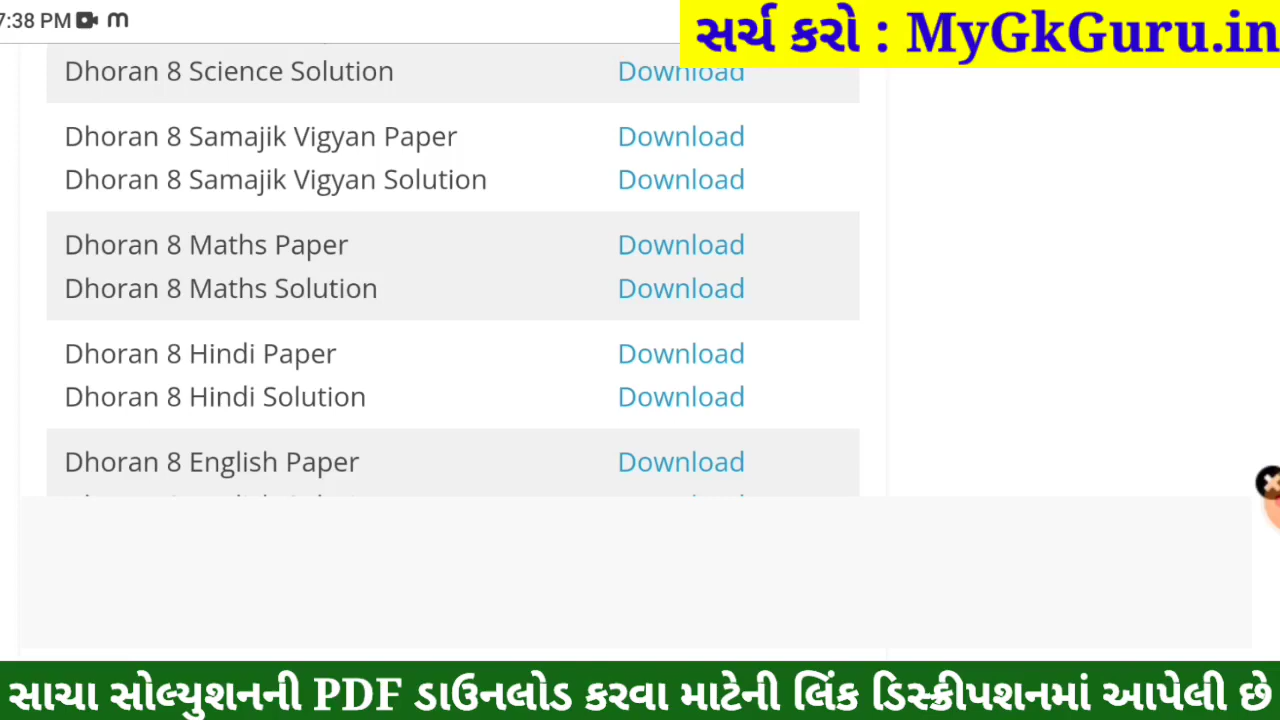 7:38 PM m
સર્ચ કરો : MyGkGuru.in
Dhoran 8 Science Solution Download
Dhoran 8 Samajik Vigyan Paper Download
Dhoran 8 Samajik Vigyan Solution Download
Dhoran 8 Maths Paper Download
Dhoran 8 Maths Solution Download
Dhoran 8 Hindi Paper Download
Dhoran 8 Hindi Solution Download
Dhoran 8 English Paper Download
સાચા સોલ્યુશનની PDF ડાઉનલોડ કરવા માટેની લિંક ડિસ્ક્રીપશનમાં આપેલી છે